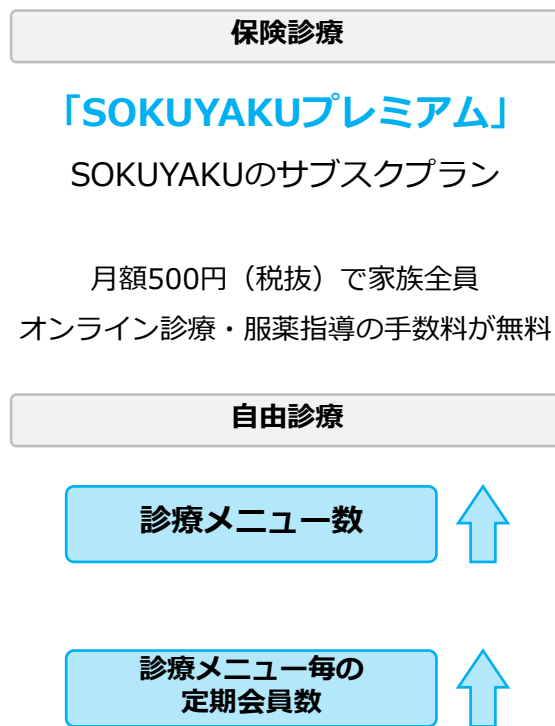 保険診療
「SOKUYAKUプレミアム」
SOKUYAKUのサブスクプラン
月額500円（税抜）で家族全員
オンライン診療・服薬指導の手数料が無料
自由診療
診療メニュー数
診療メニュー毎の
定期会員数